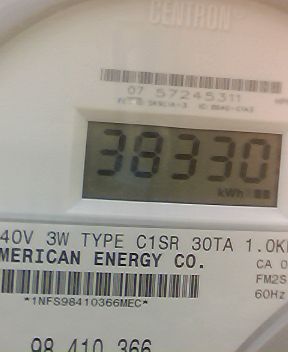 CENTRON®
07 57245311
38330
kWh
40V 3W TYPE C1SR 30TA 1.0K
MERICAN ENERGY CO.
CA 0
FM2S
60Hz
*1NFS98410366MEC*
98 410 366